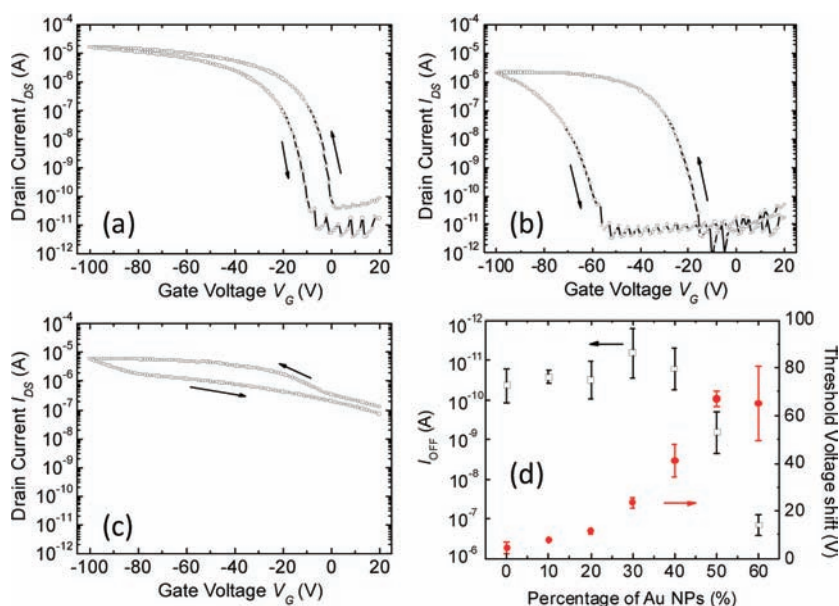 10⁻⁴
10⁻⁵
10⁻⁶
10⁻⁷
10⁻⁸
10⁻⁹
10⁻¹⁰
10⁻¹¹
10⁻¹²
Drain Current I_DS (A)
(a)
-100 -80 -60 -40 -20 0 20
Gate Voltage V_G (V)
10⁻⁴
10⁻⁵
10⁻⁶
10⁻⁷
10⁻⁸
10⁻⁹
10⁻¹⁰
10⁻¹¹
10⁻¹²
Drain Current I_DS (A)
(b)
-100 -80 -60 -40 -20 0 20
Gate Voltage V_G (V)
10⁻⁴
10⁻⁵
10⁻⁶
10⁻⁷
10⁻⁸
10⁻⁹
10⁻¹⁰
10⁻¹¹
10⁻¹²
Drain Current I_DS (A)
(c)
-100 -80 -60 -40 -20 0 20
Gate Voltage V_G (V)
10⁻¹²
10⁻¹¹
10⁻¹⁰
10⁻⁹
10⁻⁸
10⁻⁷
10⁻⁶
I_OFF (A)
(d)
100
80
60
40
20
0
Threshold Voltage shift (V)
0 10 20 30 40 50 60
Percentage of Au NPs (%)